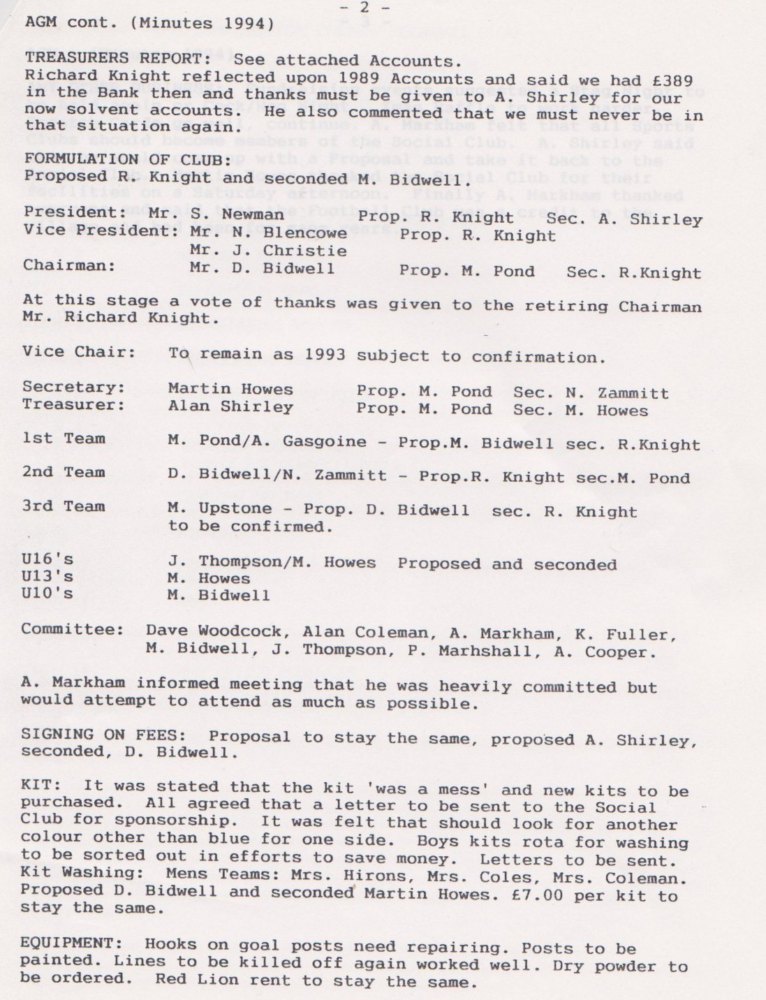 - 2 -
AGM cont. (Minutes 1994)
TREASURERS REPORT: See attached Accounts.
Richard Knight reflected upon 1989 Accounts and said we had £389
in the Bank then and thanks must be given to A. Shirley for our
now solvent accounts. He also commented that we must never be in
that situation again.
FORMULATION OF CLUB:
Proposed R. Knight and seconded M. Bidwell.
President: Mr. S. Newman Prop. R. Knight Sec. A. Shirley
Vice President: Mr. N. Blencowe Prop. R. Knight
Mr. J. Christie
Chairman: Mr. D. Bidwell Prop. M. Pond Sec. R.Knight
At this stage a vote of thanks was given to the retiring Chairman
Mr. Richard Knight.
Vice Chair: To remain as 1993 subject to confirmation.
Secretary: Martin Howes Prop. M. Pond Sec. N. Zammitt
Treasurer: Alan Shirley Prop. M. Pond Sec. M. Howes
1st Team M. Pond/A. Gasgoine - Prop.M. Bidwell sec. R.Knight
2nd Team D. Bidwell/N. Zammitt - Prop.R. Knight sec.M. Pond
3rd Team M. Upstone - Prop. D. Bidwell sec. R. Knight
to be confirmed.
U16's J. Thompson/M. Howes Proposed and seconded
U13's M. Howes
U10's M. Bidwell
Committee: Dave Woodcock, Alan Coleman, A. Markham, K. Fuller,
M. Bidwell, J. Thompson, P. Marhshall, A. Cooper.
A. Markham informed meeting that he was heavily committed but
would attempt to attend as much as possible.
SIGNING ON FEES: Proposal to stay the same, proposed A. Shirley,
seconded, D. Bidwell.
KIT: It was stated that the kit 'was a mess' and new kits to be
purchased. All agreed that a letter to be sent to the Social
Club for sponsorship. It was felt that should look for another
colour other than blue for one side. Boys kits rota for washing
to be sorted out in efforts to save money. Letters to be sent.
Kit Washing: Mens Teams: Mrs. Hirons, Mrs. Coles, Mrs. Coleman.
Proposed D. Bidwell and seconded Martin Howes. £7.00 per kit to
stay the same.
EQUIPMENT: Hooks on goal posts need repairing. Posts to be
painted. Lines to be killed off again worked well. Dry powder to
be ordered. Red Lion rent to stay the same.